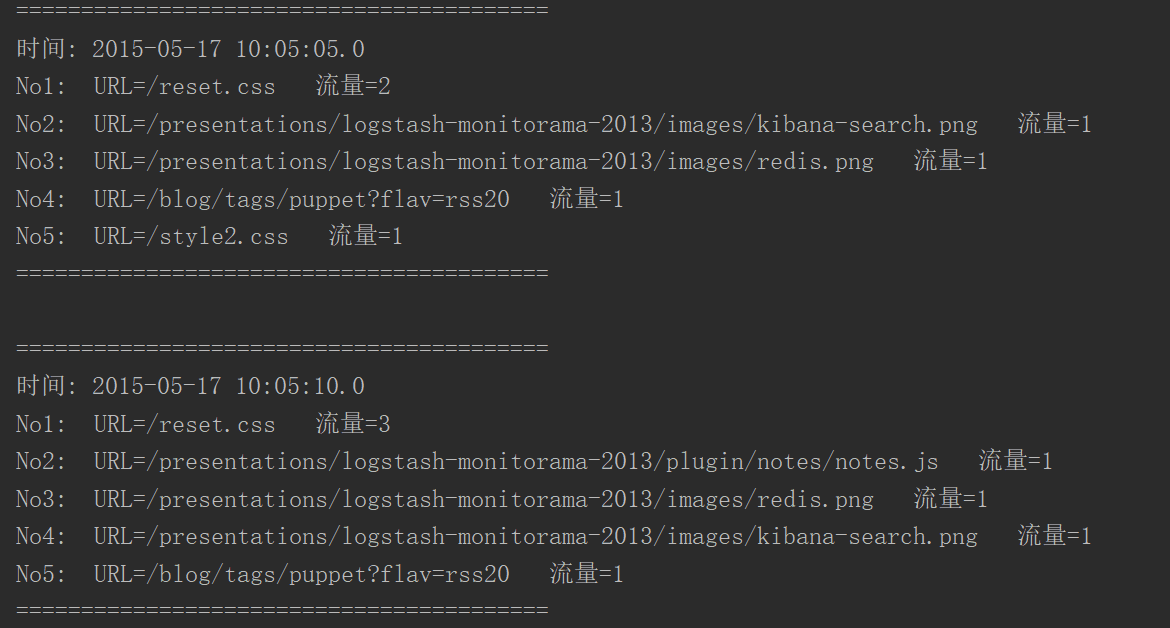 =========================================
时间: 2015-05-17 10:05:05.0
No1:  URL=/reset.css   流量=2
No2:  URL=/presentations/logstash-monitorama-2013/images/kibana-search.png   流量=1
No3:  URL=/presentations/logstash-monitorama-2013/images/redis.png   流量=1
No4:  URL=/blog/tags/puppet?flav=rss20   流量=1
No5:  URL=/style2.css   流量=1
=========================================
=========================================
时间: 2015-05-17 10:05:10.0
No1:  URL=/reset.css   流量=3
No2:  URL=/presentations/logstash-monitorama-2013/plugin/notes/notes.js   流量=1
No3:  URL=/presentations/logstash-monitorama-2013/images/redis.png   流量=1
No4:  URL=/presentations/logstash-monitorama-2013/images/kibana-search.png   流量=1
No5:  URL=/blog/tags/puppet?flav=rss20   流量=1
=========================================